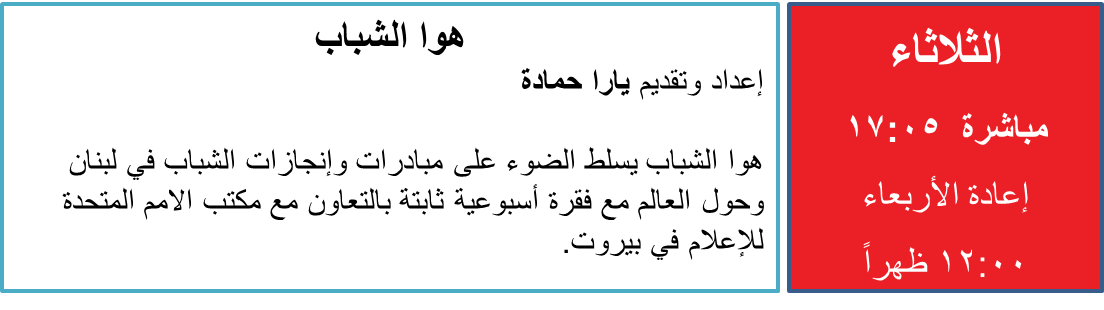 الثلاثاء
مباشرة ١٧:٠٥
إعادة الأربعاء
١٢:٠٠ ظهراً
هوا الشباب
إعداد وتقديم يارا حمادة
هوا الشباب يسلط الضوء على مبادرات وإنجازات الشباب في لبنان
وحول العالم مع فقرة أسبوعية ثابتة بالتعاون مع مكتب الامم المتحدة
للإعلام في بيروت.